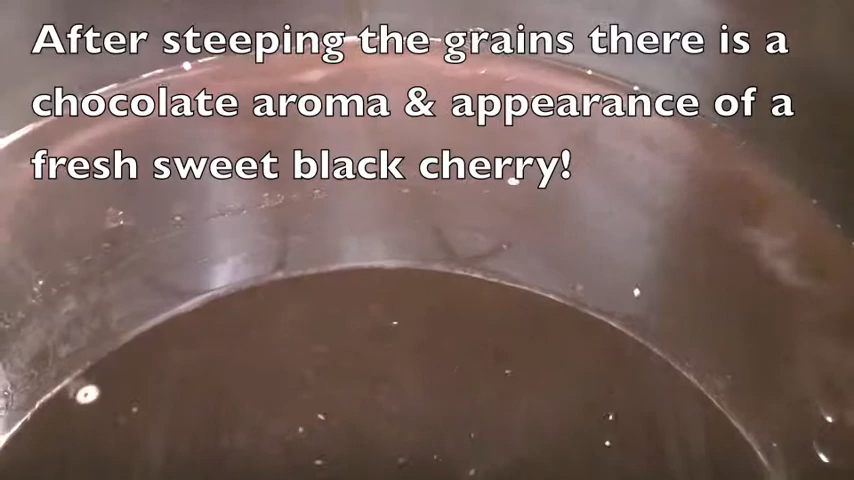 After steeping the grains there is a
chocolate aroma & appearance of a
fresh sweet black cherry!